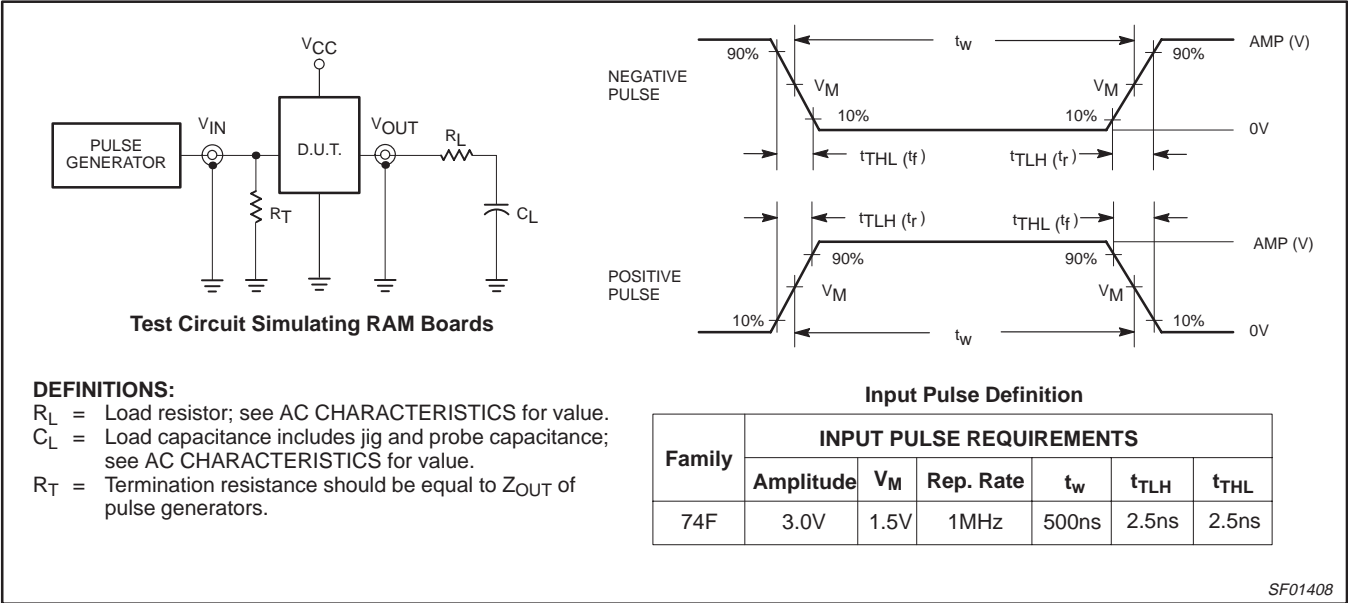 VCC
VIN
VOUT
RL
PULSE
GENERATOR
D.U.T.
RT
CL
Test Circuit Simulating RAM Boards
NEGATIVE
PULSE
90%
tw
90%
AMP (V)
VM
VM
10%
10%
0V
tTHL (tf )
tTLH (tr )
tTLH (tr )
tTHL (tf )
AMP (V)
POSITIVE
PULSE
90%
90%
VM
VM
10%
tw
10%
0V
DEFINITIONS:
RL = Load resistor; see AC CHARACTERISTICS for value.
CL = Load capacitance includes jig and probe capacitance;
see AC CHARACTERISTICS for value.
RT = Termination resistance should be equal to ZOUT of
pulse generators.
Input Pulse Definition
Family
INPUT PULSE REQUIREMENTS
Amplitude VM Rep. Rate tw tTLH tTHL
74F 3.0V 1.5V 1MHz 500ns 2.5ns 2.5ns
SF01408